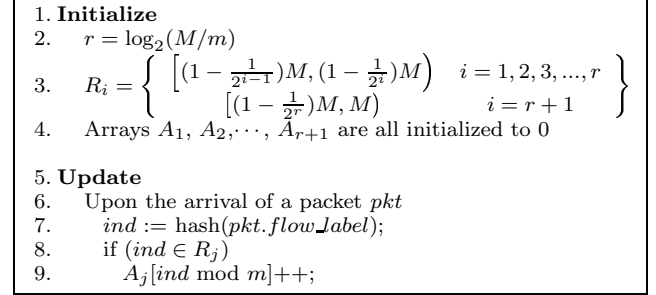 1. Initialize
2. r = log₂(M/m)
3. Rᵢ = { [(1 − 1/2^{i−1})M, (1 − 1/2^i)M) i = 1, 2, 3, ..., r
[(1 − 1/2^r)M, M) i = r + 1 }
4. Arrays A₁, A₂,···, Aᵣ₊₁ are all initialized to 0
5. Update
6. Upon the arrival of a packet pkt
7. ind := hash(pkt.flow_label);
8. if (ind ∈ Rⱼ)
9. Aⱼ[ind mod m]++;